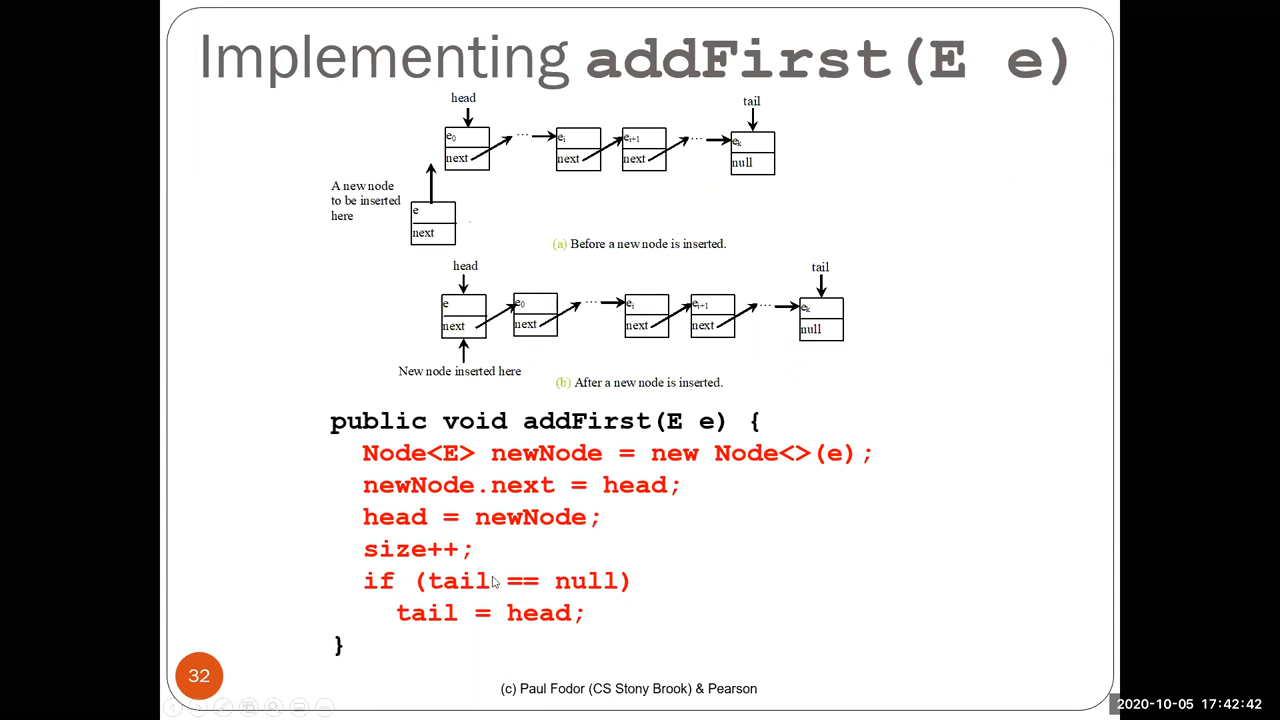 Implementing addFirst(E e)
head
tail
e0
next
...
ei
next
ei+1
next
...
ek
null
A new node
to be inserted
here
e
next
(a) Before a new node is inserted.
head
tail
e
next
e0
next
...
ei
next
ei+1
next
...
ek
null
New node inserted here
(b) After a new node is inserted.
public void addFirst(E e) {
Node<E> newNode = new Node<>(e);
newNode.next = head;
head = newNode;
size++;
if (tail == null)
tail = head;
}
32
(c) Paul Fodor (CS Stony Brook) & Pearson
2020-10-05 17:42:42